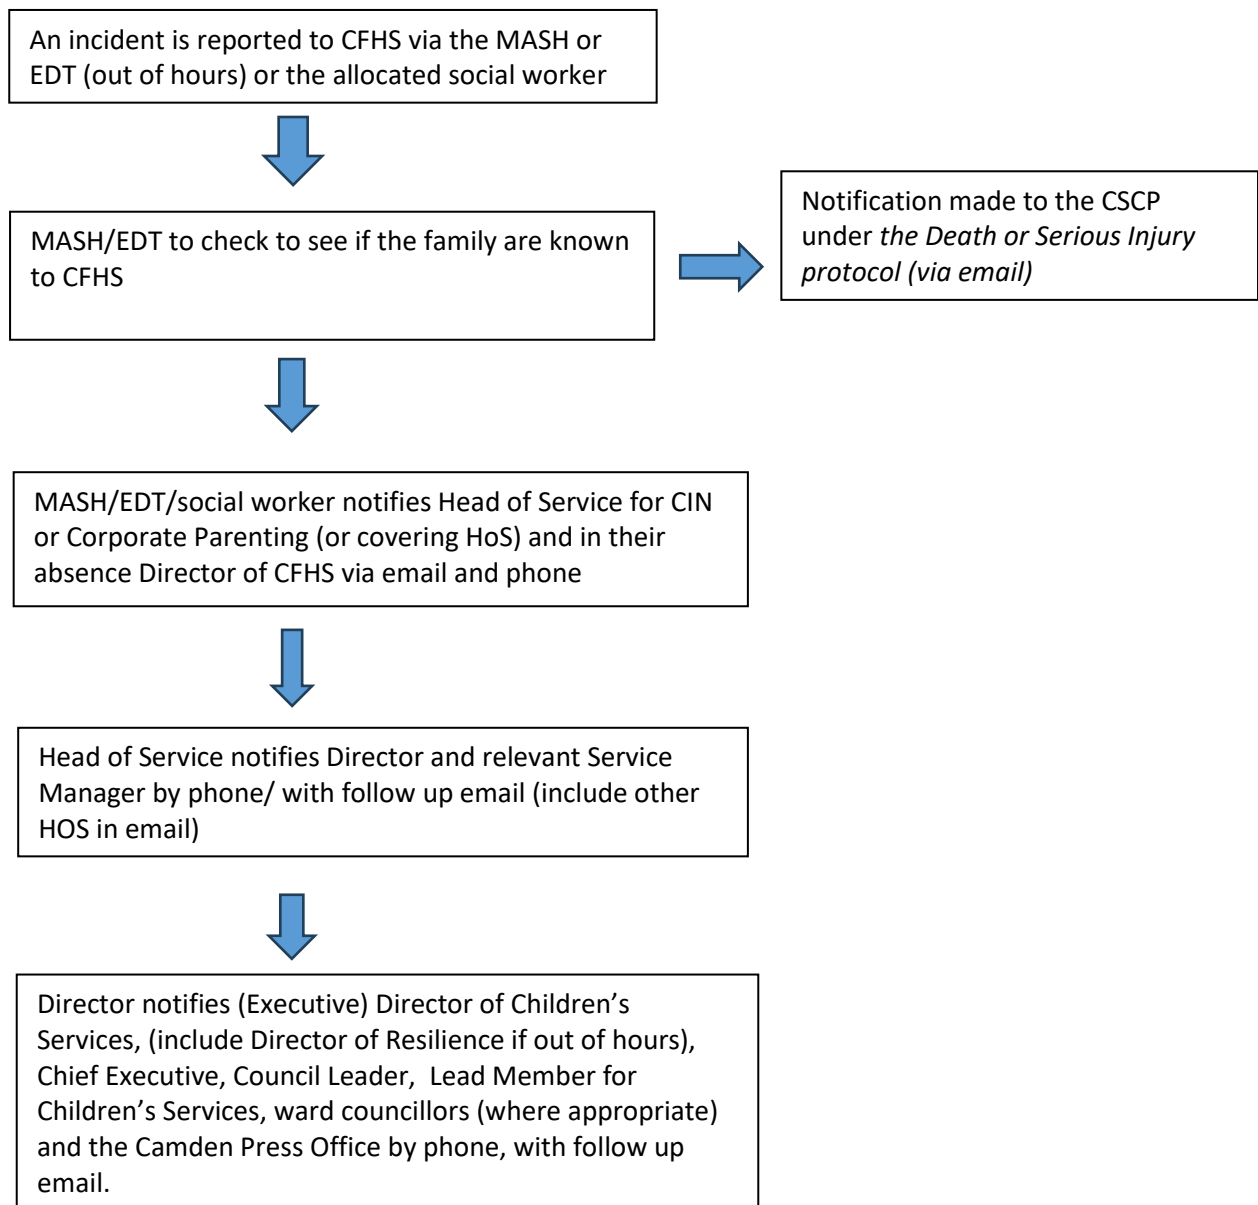 An incident is reported to CFHS via the MASH or
EDT (out of hours) or the allocated social worker
MASH/EDT to check to see if the family are known
to CFHS
Notification made to the CSCP
under the Death or Serious Injury
protocol (via email)
MASH/EDT/social worker notifies Head of Service for CIN
or Corporate Parenting (or covering HoS) and in their
absence Director of CFHS via email and phone
Head of Service notifies Director and relevant Service
Manager by phone/ with follow up email (include other
HOS in email)
Director notifies (Executive) Director of Children’s
Services, (include Director of Resilience if out of hours),
Chief Executive, Council Leader,  Lead Member for
Children’s Services, ward councillors (where appropriate)
and the Camden Press Office by phone, with follow up
email.